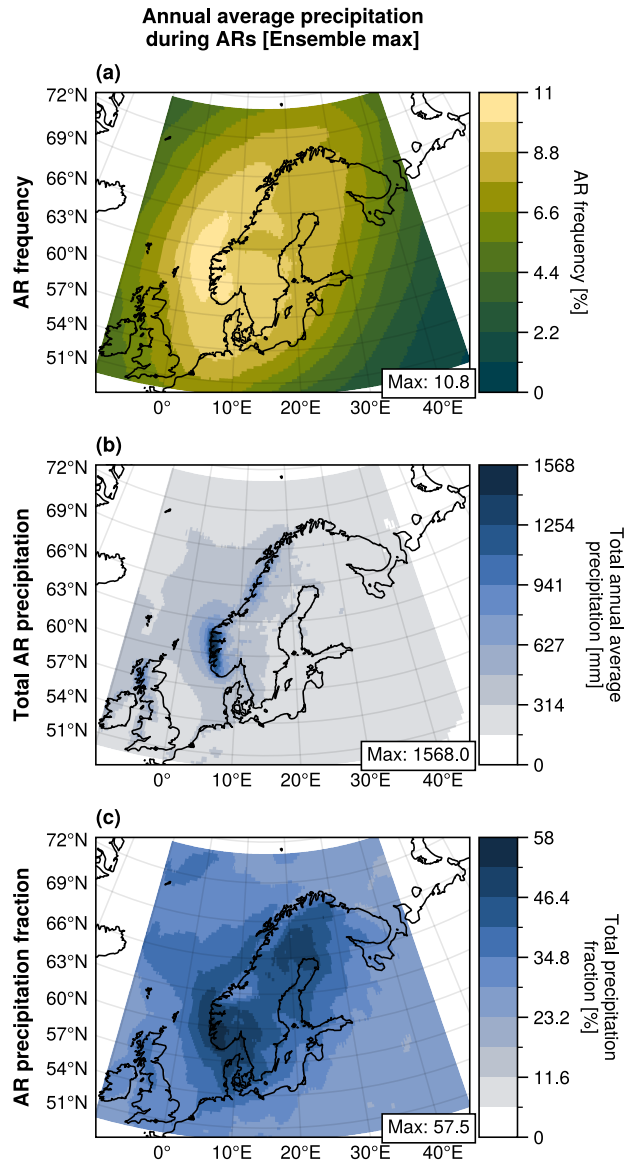 Annual average precipitation
during ARs [Ensemble max]
(a)
AR frequency
72°N
69°N
66°N
63°N
60°N
57°N
54°N
51°N
0°
10°E
20°E
30°E
40°E
Max: 10.8
11
8.8
6.6
4.4
2.2
0
AR frequency [%]
(b)
Total AR precipitation
72°N
69°N
66°N
63°N
60°N
57°N
54°N
51°N
0°
10°E
20°E
30°E
40°E
Max: 1568.0
1568
1254
941
627
314
0
Total annual average
precipitation [mm]
(c)
AR precipitation fraction
72°N
69°N
66°N
63°N
60°N
57°N
54°N
51°N
0°
10°E
20°E
30°E
40°E
Max: 57.5
58
46.4
34.8
23.2
11.6
0
Total precipitation
fraction [%]